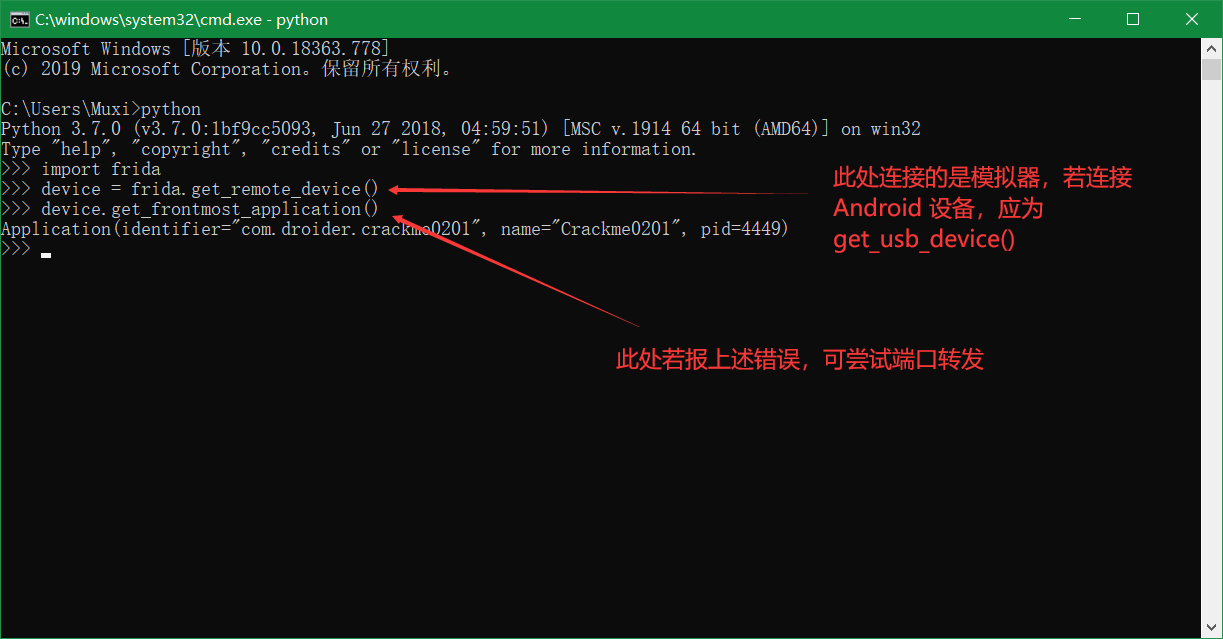 C:\windows\system32\cmd.exe - python
Microsoft Windows [版本 10.0.18363.778]
(c) 2019 Microsoft Corporation。保留所有权利。
C:\Users\Muxi>python
Python 3.7.0 (v3.7.0:1bf9cc5093, Jun 27 2018, 04:59:51) [MSC v.1914 64 bit (AMD64)] on win32
Type "help", "copyright", "credits" or "license" for more information.
>>> import frida
>>> device = frida.get_remote_device()
>>> device.get_frontmost_application()
Application(identifier="com.droider.crackme0201", name="Crackme0201", pid=4449)
>>>
此处连接的是模拟器，若连接
Android 设备，应为
get_usb_device()
此处若报上述错误，可尝试端口转发